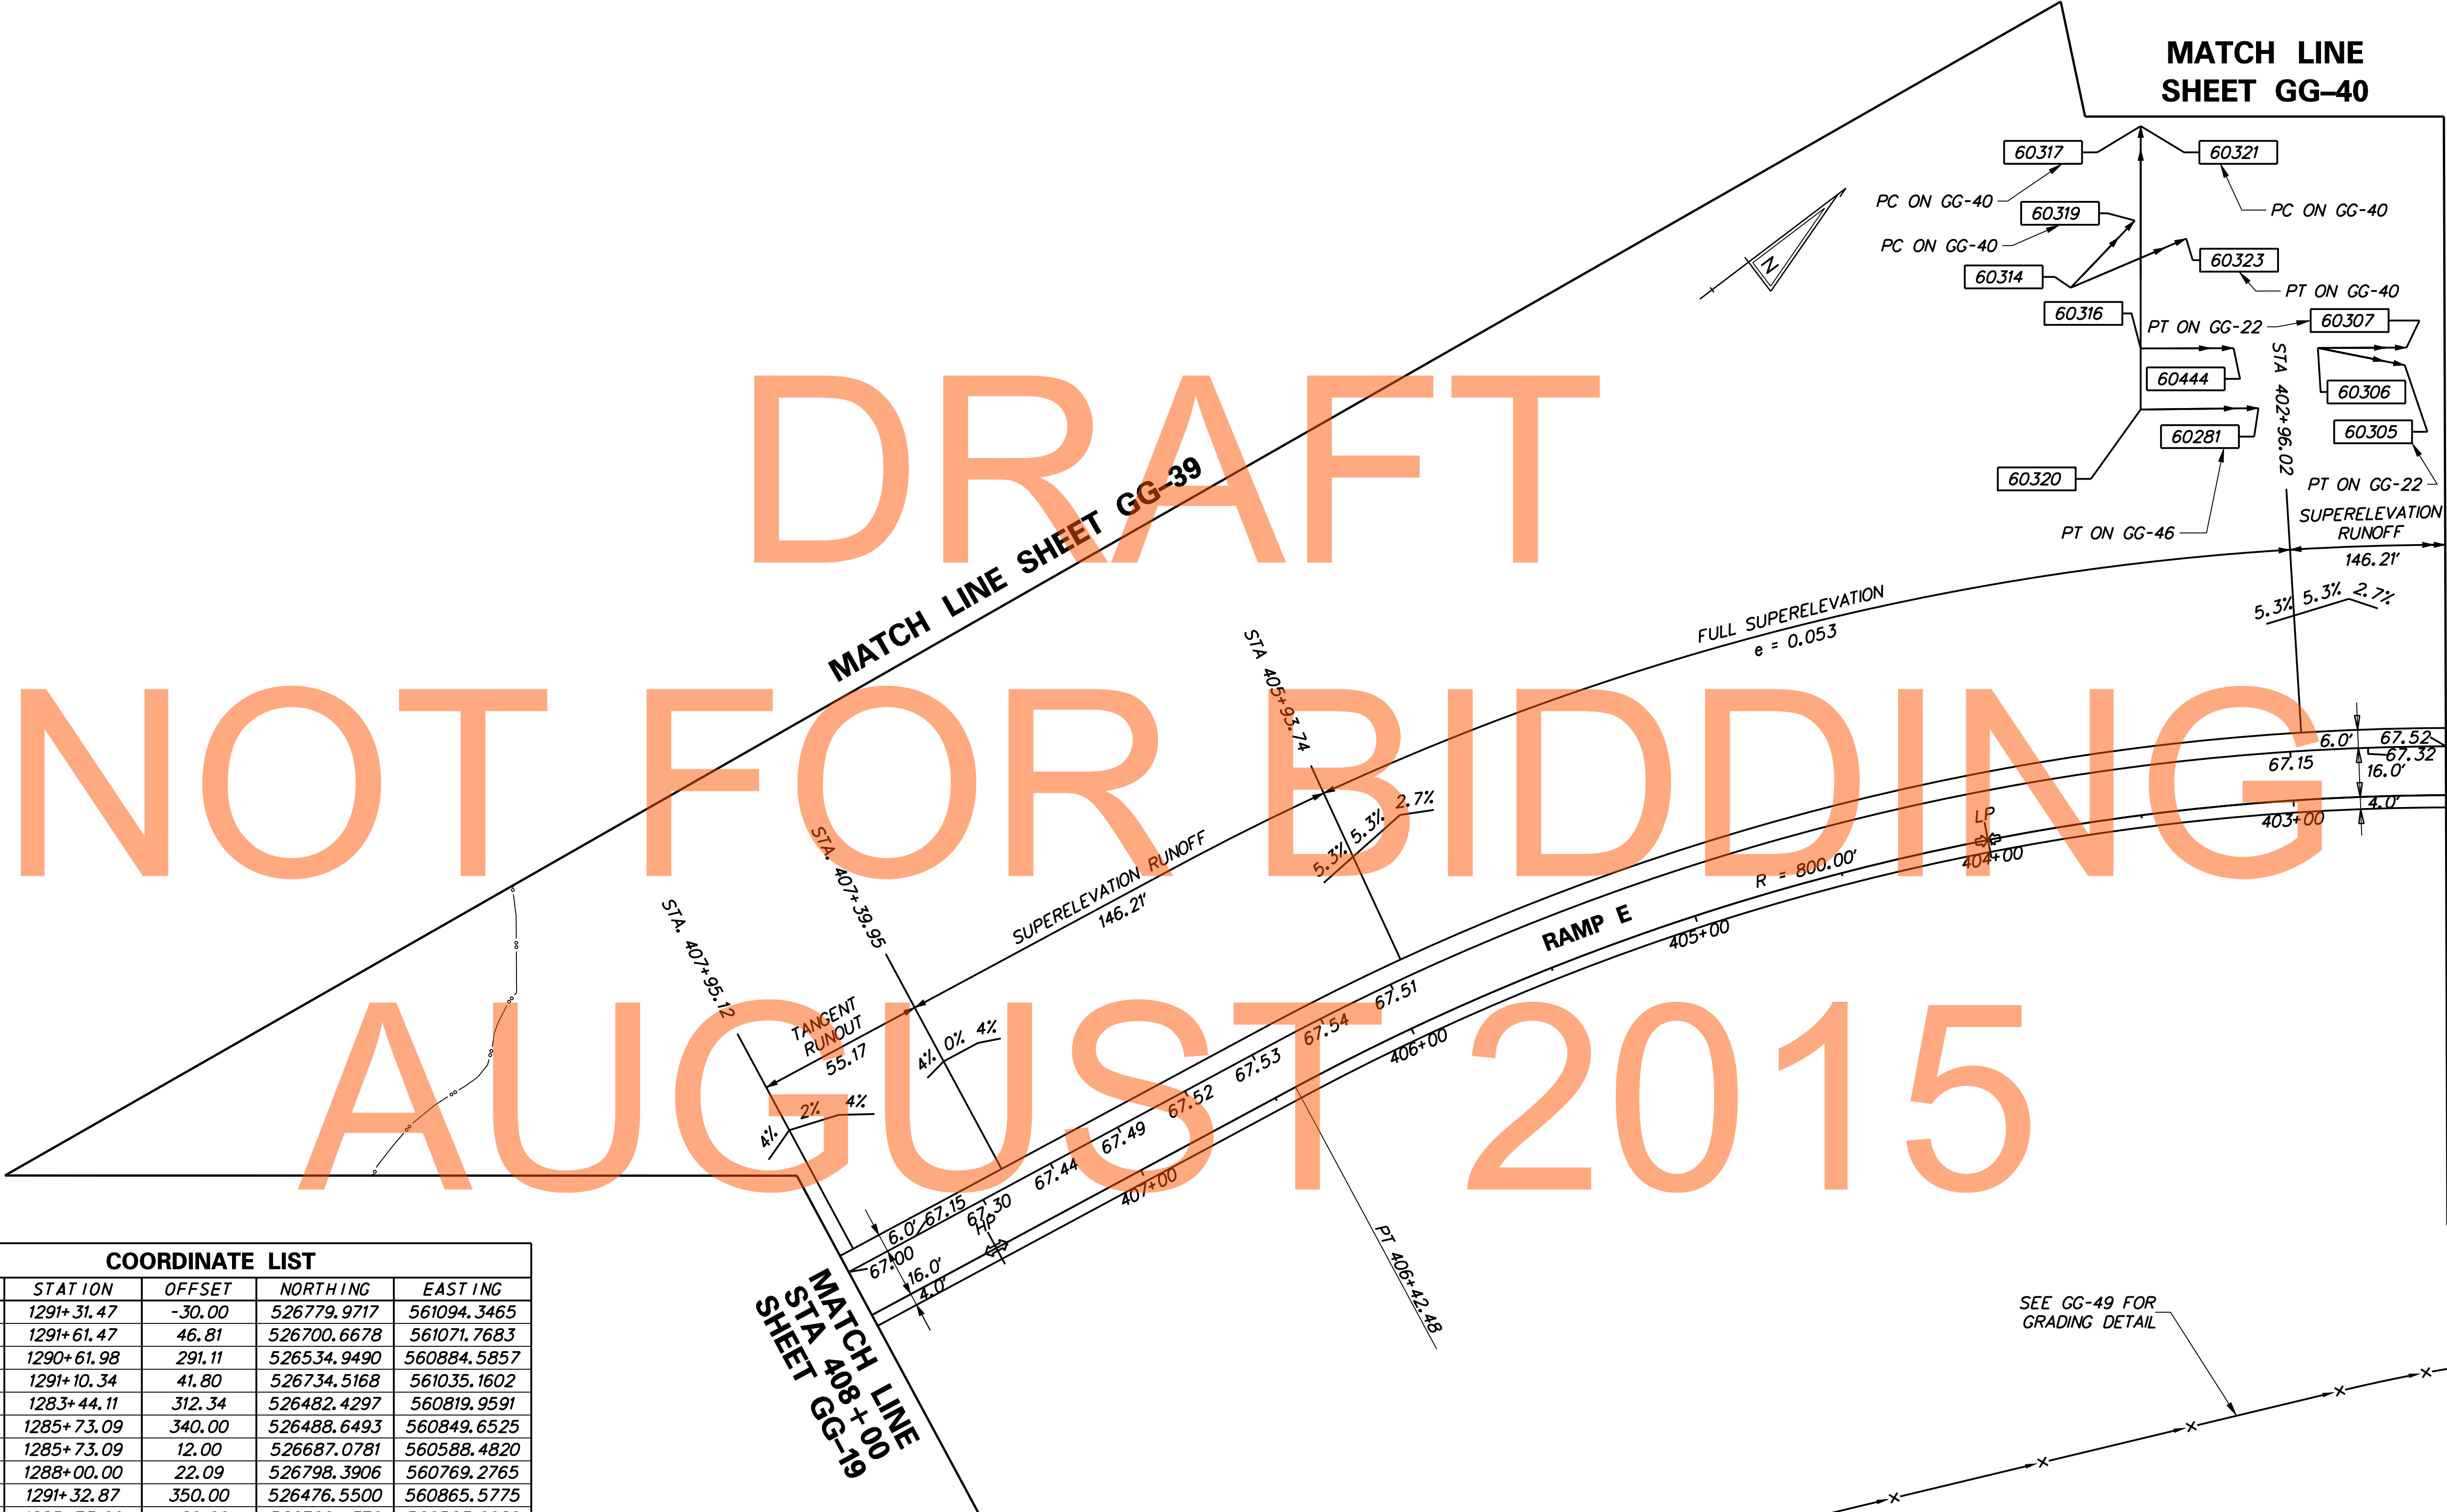 MATCH LINE
SHEET GG-40
60317
60321
PC ON GG-40
PC ON GG-40
60319
PC ON GG-40
60314
60323
PT ON GG-40
60316
PT ON GG-22
60307
STA 402+96.02
60444
60306
60281
60305
60320
PT ON GG-22
PT ON GG-46
N
SUPERELEVATION
RUNOFF
146.21'
5.3% 5.3% 2.7%
DRAFT
MATCH LINE SHEET GG-39
FULL SUPERELEVATION
e = 0.053
STA 405+93.74
NOT FOR BIDDING
6.0'
67.52
67.32
67.15
16.0'
4.0'
403+00
LP
404+00
R = 800.00'
RAMP E
405+00
5.3% 5.3% 2.7%
SUPERELEVATION RUNOFF
146.21'
STA. 407+39.95
STA. 407+95.12
TANGENT
RUNOUT
55.17
4% 0% 4%
4% 2% 4%
AUGUST 2015
67.51
67.54
67.53
67.52
67.49
67.44
67.30
67.15
67.00
406+00
407+00
HP
6.0'
16.0'
4.0'
PT 406+42.48
MATCH LINE
STA 408+00
SHEET GG-19
SEE GG-49 FOR
GRADING DETAIL
COORDINATE LIST
STATION OFFSET NORTHING EASTING
1291+31.47 -30.00 526779.9717 561094.3465
1291+61.47 46.81 526700.6678 561071.7683
1290+61.98 291.11 526534.9490 560884.5857
1291+10.34 41.80 526734.5168 561035.1602
1283+44.11 312.34 526482.4297 560819.9591
1285+73.09 340.00 526488.6493 560849.6525
1285+73.09 12.00 526687.0781 560588.4820
1288+00.00 22.09 526798.3906 560769.2765
1291+32.87 350.00 526476.5500 560865.5775